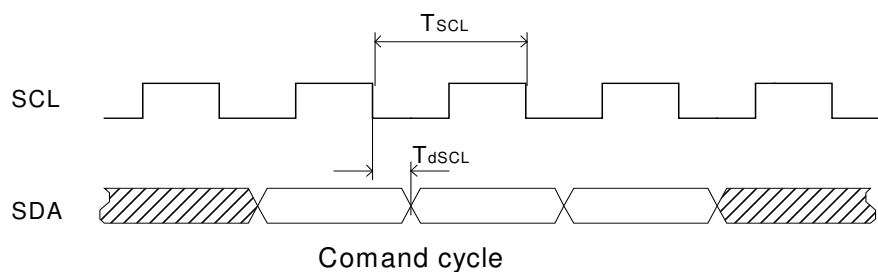 TSCL
SCL
TdSCL
SDA
Comand cycle